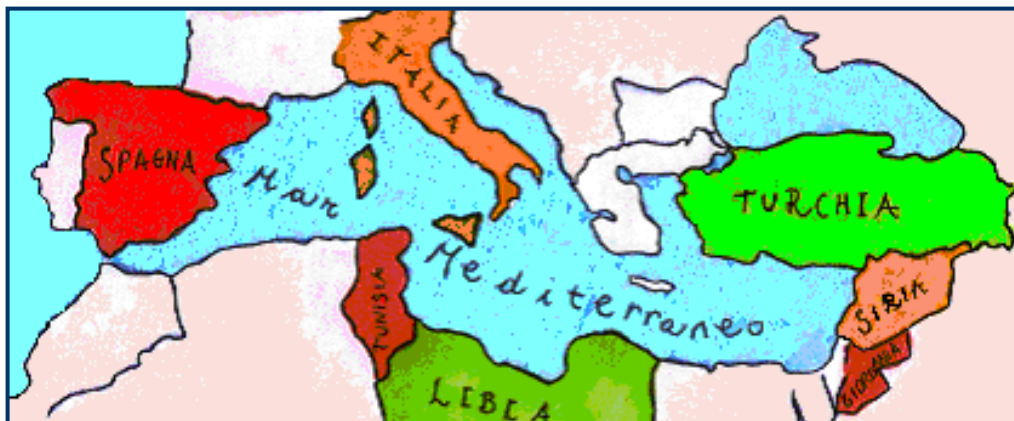 ITALIA
SPAGNA
Mar
Mediterraneo
TURCHIA
TUNISIA
SIRIA
GIORDANIA
LIBIA